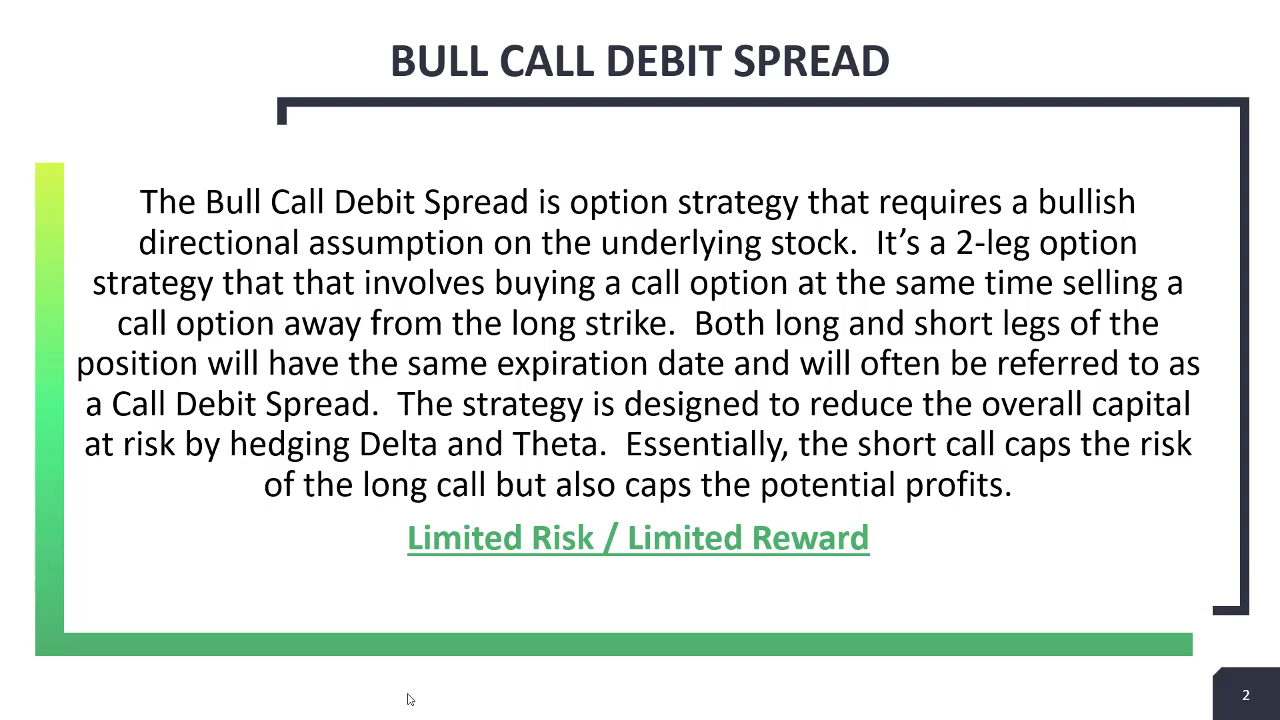 BULL CALL DEBIT SPREAD
The Bull Call Debit Spread is option strategy that requires a bullish
directional assumption on the underlying stock.  It’s a 2-leg option
strategy that that involves buying a call option at the same time selling a
call option away from the long strike.  Both long and short legs of the
position will have the same expiration date and will often be referred to as
a Call Debit Spread.  The strategy is designed to reduce the overall capital
at risk by hedging Delta and Theta.  Essentially, the short call caps the risk
of the long call but also caps the potential profits.
Limited Risk / Limited Reward
2